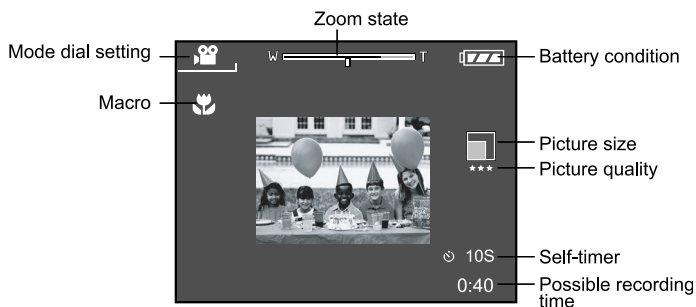 Zoom state
Mode dial setting
W T
Battery condition
Macro
Picture size
Picture quality
10S
Self-timer
0:40
Possible recording
time